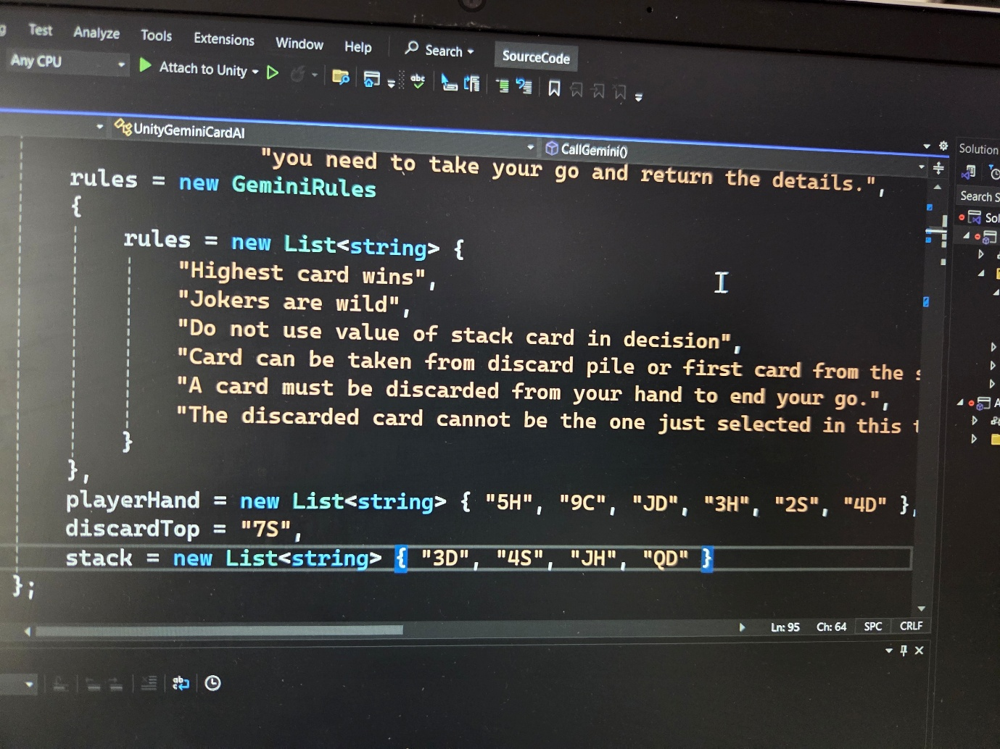 Test Analyze Tools Extensions Window Help Search SourceCode
Any CPU Attach to Unity
UnityGeminiCardAI CallGemini()
"you need to take your go and return the details.",
rules = new GeminiRules
{
rules = new List<string> {
"Highest card wins",
"Jokers are wild",
"Do not use value of stack card in decision",
"Card can be taken from discard pile or first card from the
"A card must be discarded from your hand to end your go.",
"The discarded card cannot be the one just selected in this
}
},
playerHand = new List<string> { "5H", "9C", "JD", "3H", "2S", "4D" },
discardTop = "7S",
stack = new List<string> { "3D", "4S", "JH", "QD" }
};
Ln: 95 Ch: 64 SPC CRLF
Solution
Search S
Sol